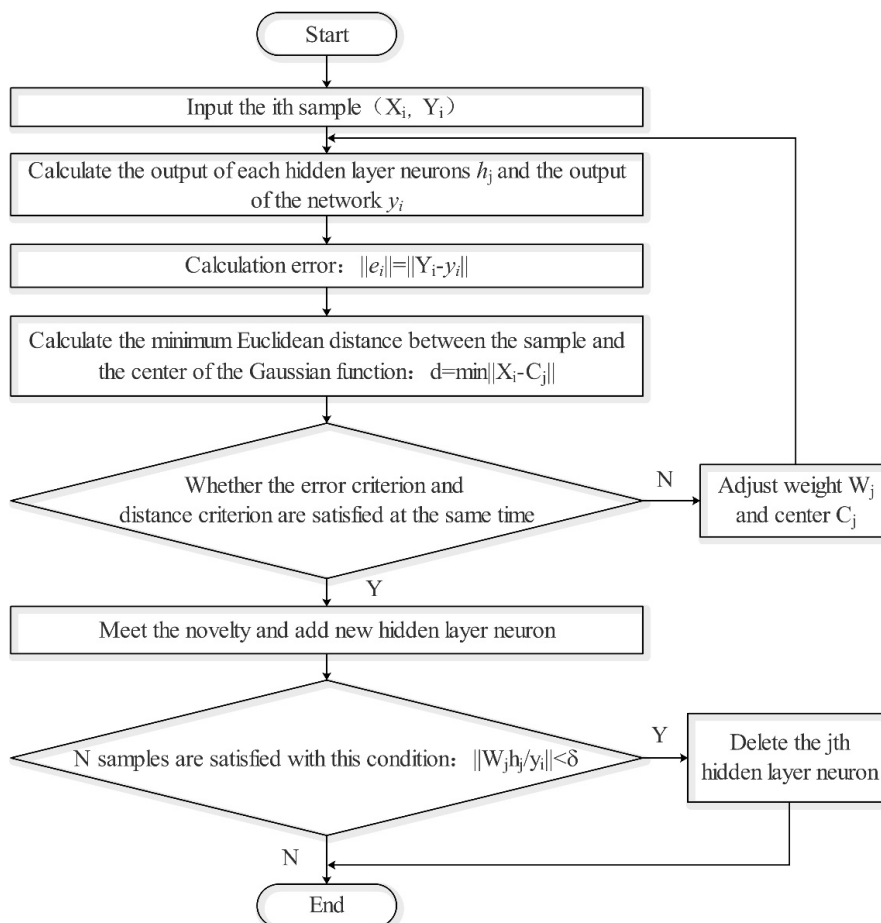 Start
Input the ith sample（Xi, Yi）
Calculate the output of each hidden layer neurons hj and the output
of the network yi
Calculation error：||ei||=||Yi-yi||
Calculate the minimum Euclidean distance between the sample and
the center of the Gaussian function：d=min||Xi-Cj||
Whether the error criterion and
distance criterion are satisfied at the same time
N
Adjust weight Wj
and center Cj
Y
Meet the novelty and add new hidden layer neuron
N samples are satisfied with this condition：||Wjhj/yi||<δ
Y
Delete the jth
hidden layer neuron
N
End